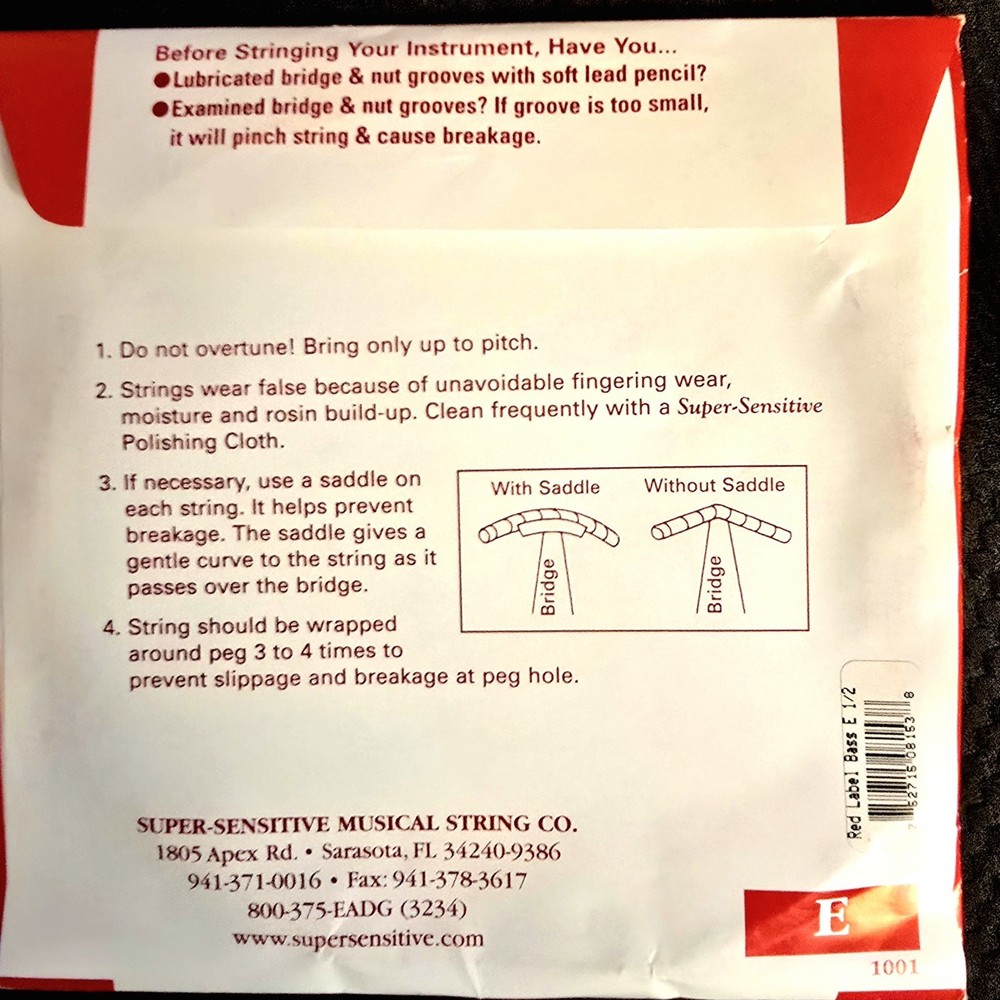 Before Stringing Your Instrument, Have You...
●Lubricated bridge & nut grooves with soft lead pencil?
●Examined bridge & nut grooves? If groove is too small,
it will pinch string & cause breakage.
1. Do not overtune! Bring only up to pitch.
2. Strings wear false because of unavoidable fingering wear,
moisture and rosin build-up. Clean frequently with a Super-Sensitive
Polishing Cloth.
3. If necessary, use a saddle on
each string. It helps prevent
breakage. The saddle gives a
gentle curve to the string as it
passes over the bridge.
With Saddle
Without Saddle
Bridge
Bridge
4. String should be wrapped
around peg 3 to 4 times to
prevent slippage and breakage at peg hole.
Red Label Bass E 1/2
7 52715 08153 8
SUPER-SENSITIVE MUSICAL STRING CO.
1805 Apex Rd. • Sarasota, FL 34240-9386
941-371-0016 • Fax: 941-378-3617
800-375-EADG (3234)
www.supersensitive.com
E
1001